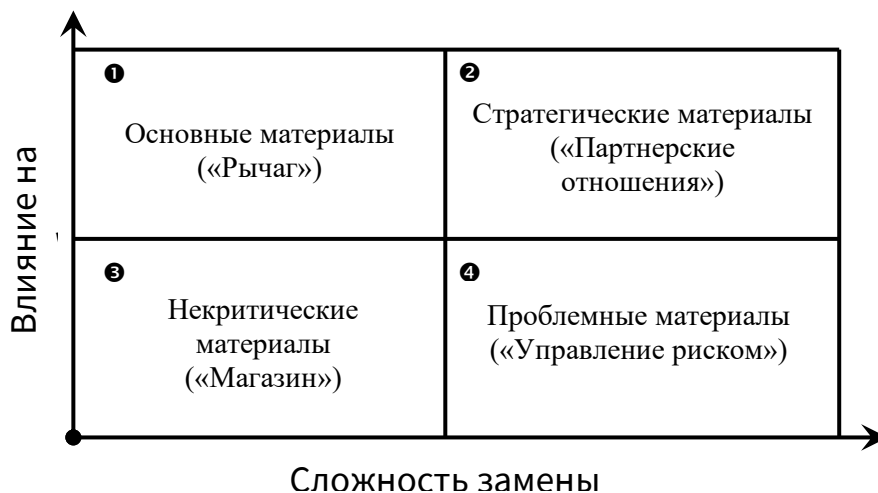 ❶
Основные материалы
(«Рычаг»)
❷
Стратегические материалы
(«Партнерские
отношения»)
❸
Некритические
материалы
(«Магазин»)
❹
Проблемные материалы
(«Управление риском»)
Влияние на
Сложность замены